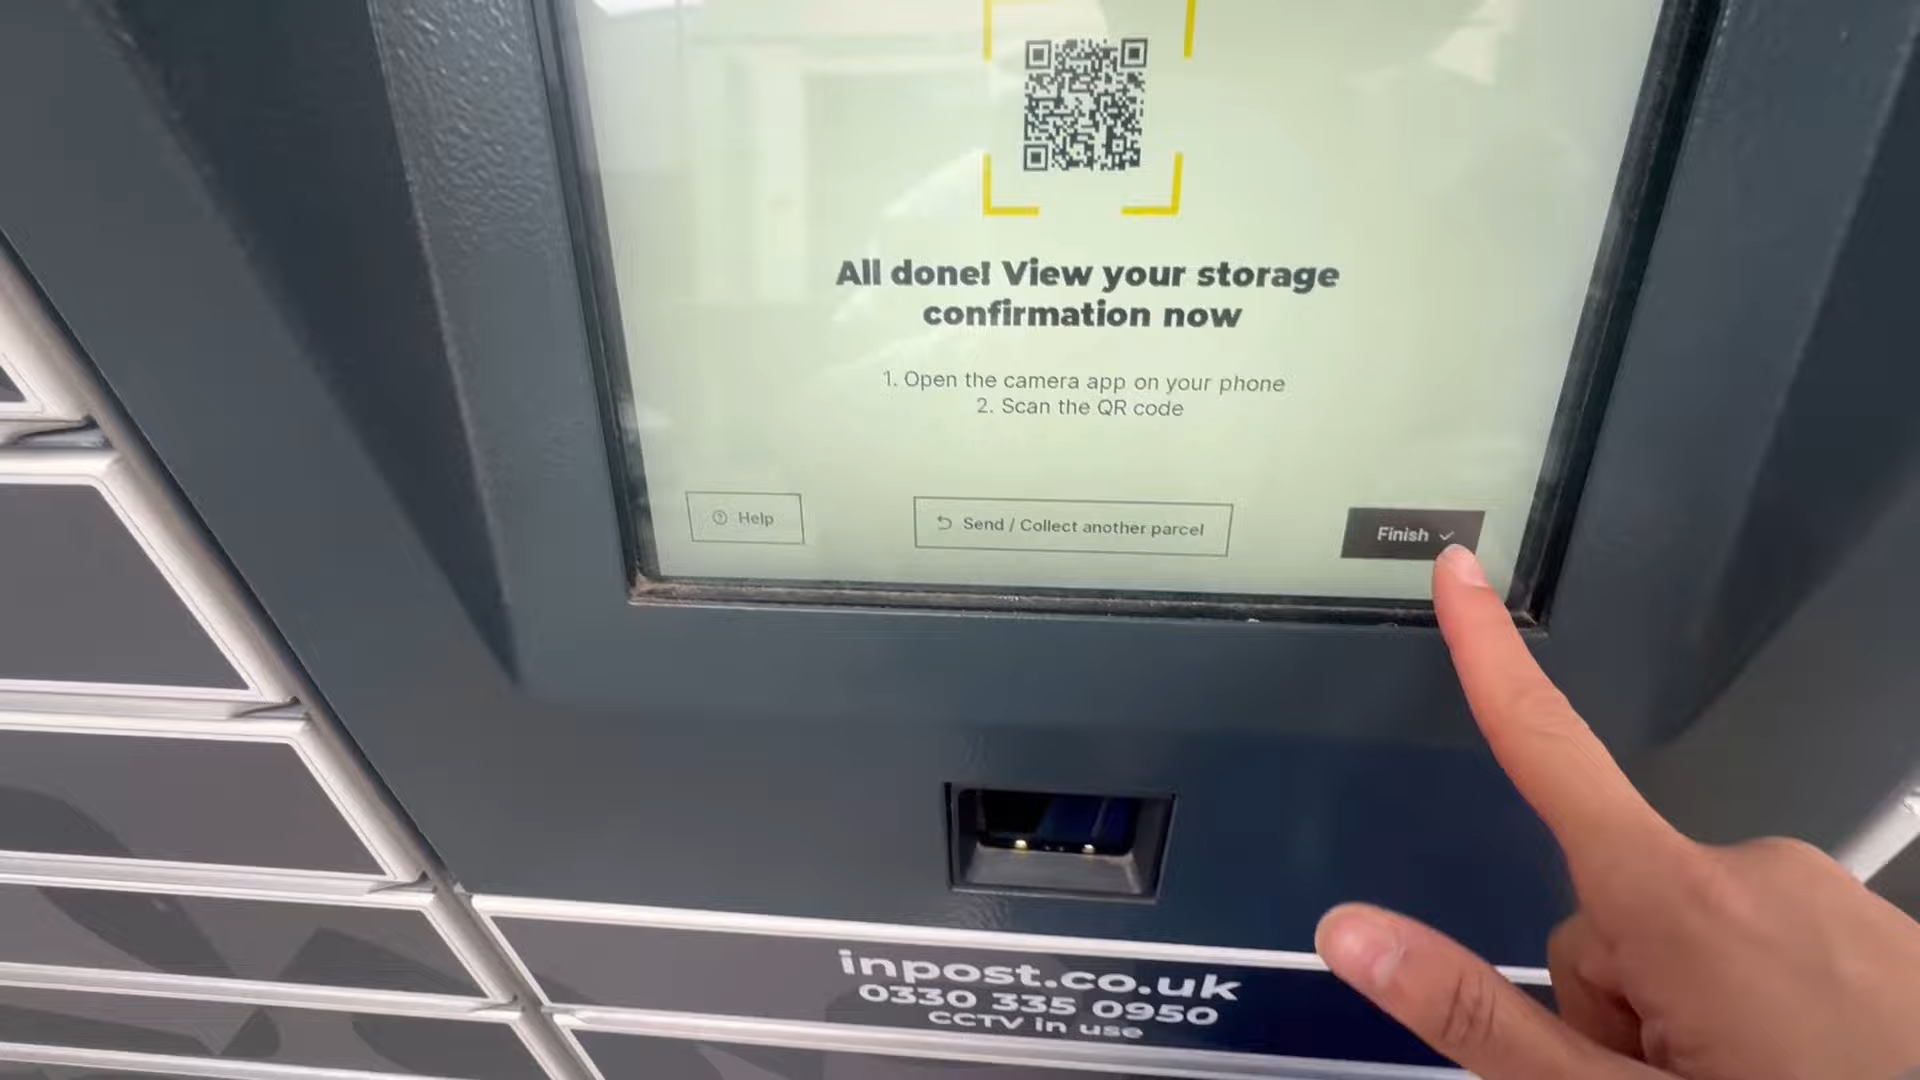 All done! View your storage
confirmation now
1. Open the camera app on your phone
2. Scan the QR code
Help
Send / Collect another parcel
Finish
inpost.co.uk
0330 335 0950
CCTV in use